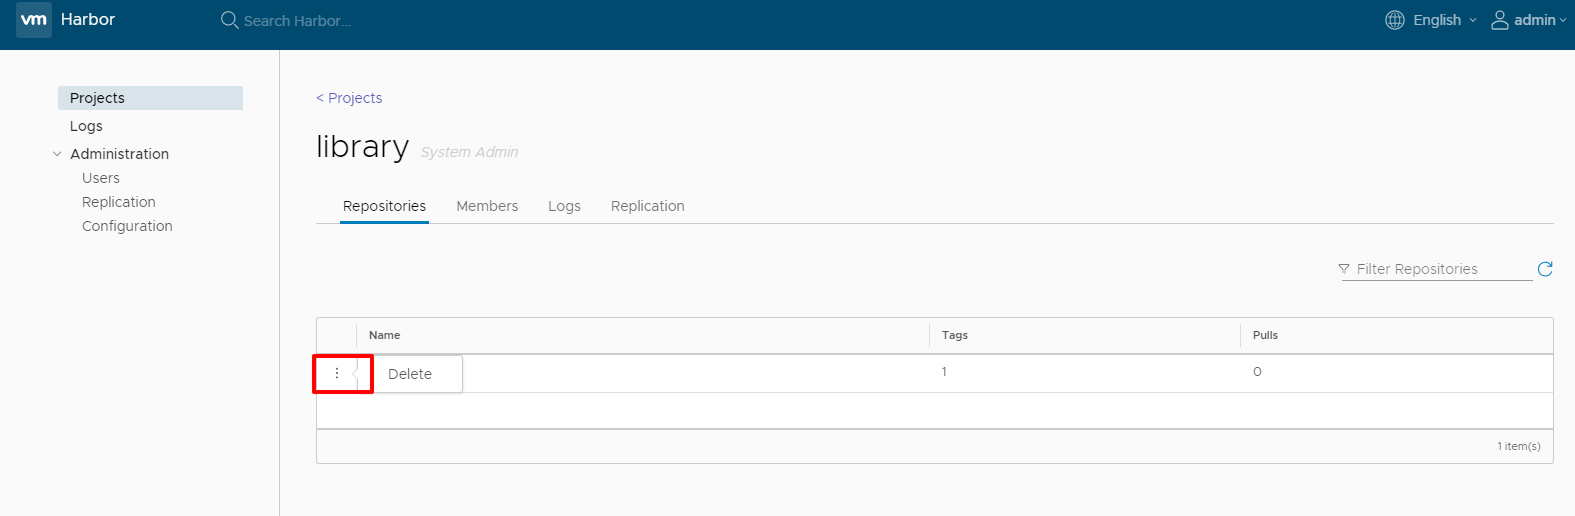 vm Harbor Search Harbor... English admin
Projects
Logs
Administration
Users
Replication
Configuration
< Projects
library System Admin
Repositories Members Logs Replication
Filter Repositories
Name Tags Pulls
Delete 1 0
1 item(s)